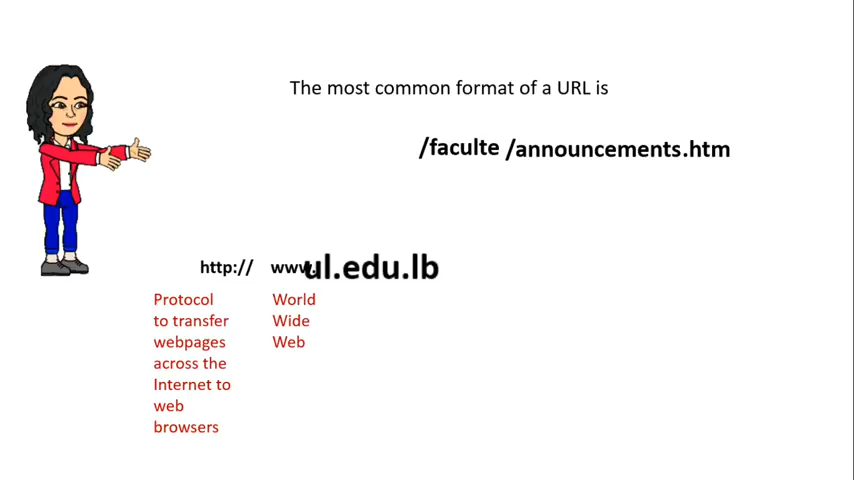 The most common format of a URL is
/faculte /announcements.htm
http:// www.ul.edu.lb
Protocol
to transfer
webpages
across the
Internet to
web
browsers
World
Wide
Web